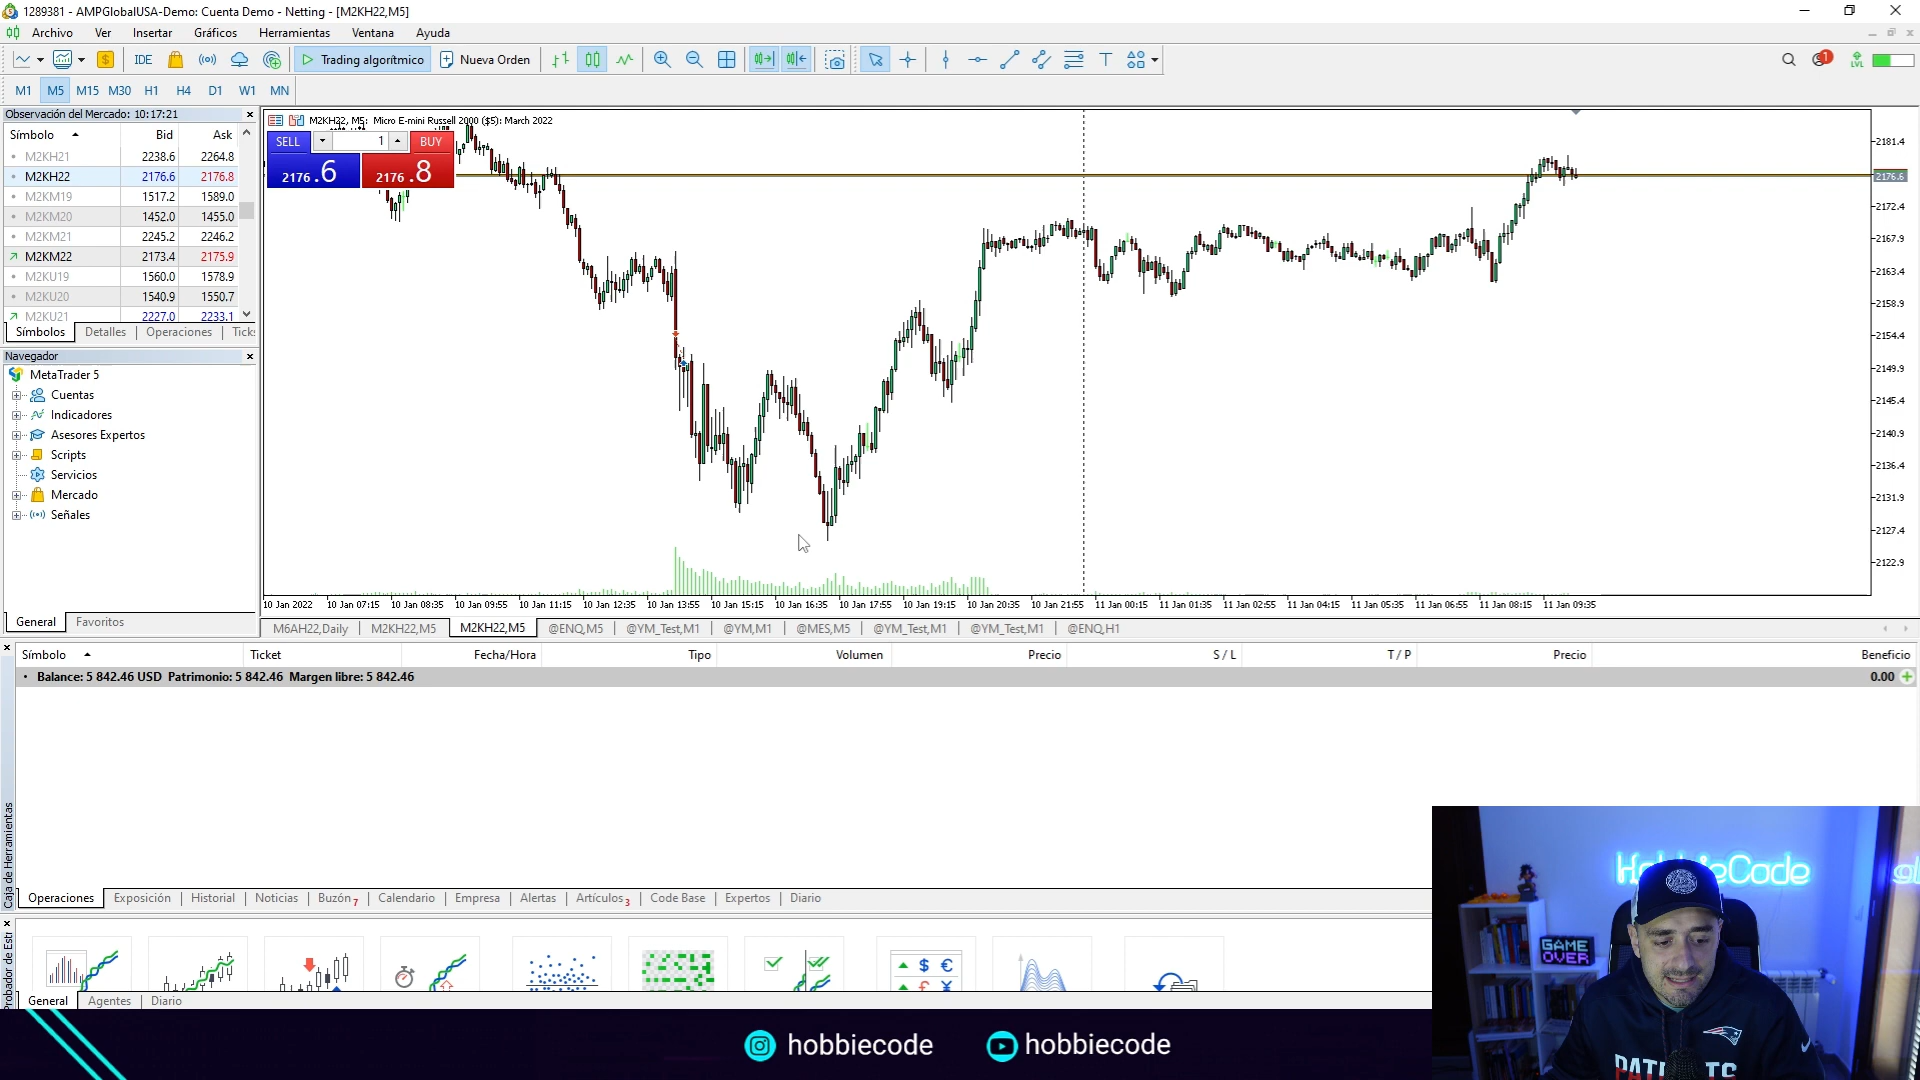 1289381 - AMPGlobalUSA-Demo: Cuenta Demo - Netting - [M2KH22,M5]
Archivo Ver Insertar Gráficos Herramientas Ventana Ayuda
IDE Trading algorítmico Nueva Orden 1 LVL
M1 M5 M15 M30 H1 H4 D1 W1 MN
Observación del Mercado: 10:17:21
Símbolo Bid Ask
M2KH21 2238.6 2264.8
M2KH22 2176.6 2176.8
M2KM19 1517.2 1589.0
M2KM20 1452.0 1455.0
M2KM21 2245.2 2246.2
M2KM22 2173.4 2175.9
M2KU19 1560.0 1578.9
M2KU20 1540.9 1550.7
M2KU21 2227.0 2233.1
Símbolos Detalles Operaciones Ticks
Navegador
MetaTrader 5
Cuentas
Indicadores
Asesores Expertos
Scripts
Servicios
Mercado
Señales
General Favoritos
M2KH22, M5: Micro E-mini Russell 2000 ($5): March 2022
SELL 1 BUY
2176.6 2176.8
2181.4
2176.6
2172.4
2167.9
2163.4
2158.9
2154.4
2149.9
2145.4
2140.9
2136.4
2131.9
2127.4
2122.9
10 Jan 2022 10 Jan 07:15 10 Jan 08:35 10 Jan 09:55 10 Jan 11:15 10 Jan 12:35 10 Jan 13:55 10 Jan 15:15 10 Jan 16:35 10 Jan 17:55 10 Jan 19:15 10 Jan 20:35 10 Jan 21:55 11 Jan 00:15 11 Jan 01:35 11 Jan 02:55 11 Jan 04:15 11 Jan 05:35 11 Jan 06:55 11 Jan 08:15 11 Jan 09:35
M6AH22,Daily M2KH22,M5 M2KH22,M5 @ENQ,M5 @YM_Test,M1 @YM,M1 @MES,M5 @YM_Test,M1 @YM_Test,M1 @ENQ,H1
Símbolo Ticket Fecha/Hora Tipo Volumen Precio S / L T / P Precio Beneficio
Balance: 5 842.46 USD Patrimonio: 5 842.46 Margen libre: 5 842.46 0.00
Caja de Herramientas
Operaciones Exposición Historial Noticias Buzón 7 Calendario Empresa Alertas Artículos 3 Code Base Expertos Diario
Probador de Estr
General Agentes Diario
HobbieCode
GAME
OVER
hobbiecode hobbiecode